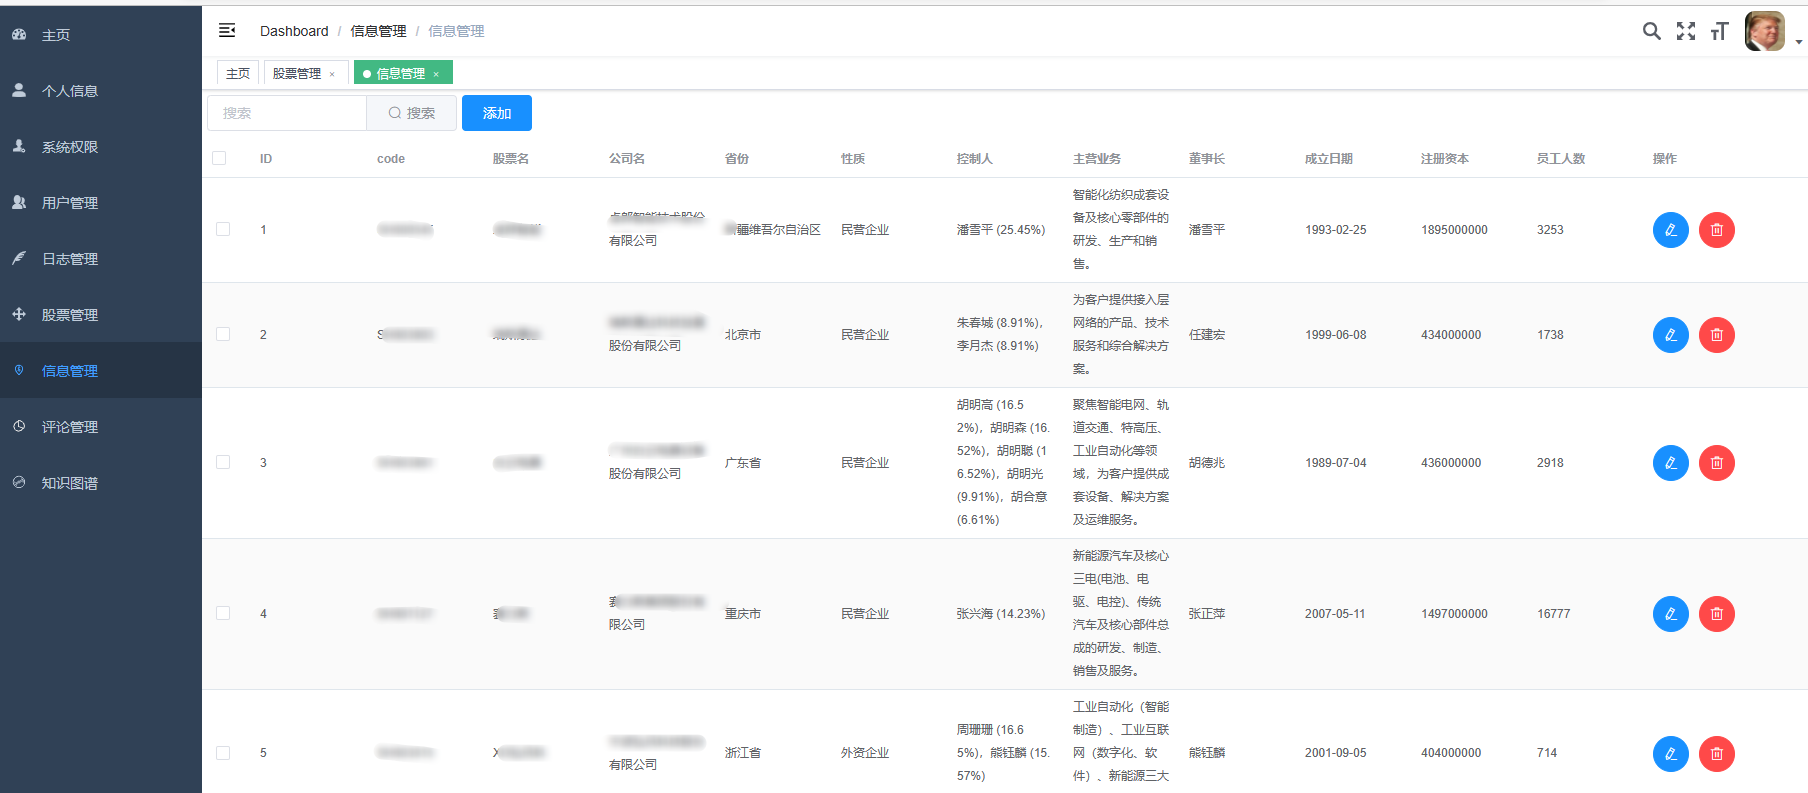 主页
个人信息
系统权限
用户管理
日志管理
股票管理
信息管理
评论管理
知识图谱
Dashboard / 信息管理 / 信息管理
主页 股票管理 × 信息管理 ×
搜索 搜索 添加
ID code 股票名 公司名 省份 性质 控制人 主营业务 董事长 成立日期 注册资本 员工人数 操作
1
有限公司
疆维吾尔自治区
民营企业
潘雪平 (25.45%)
智能化纺织成套设
备及核心零部件的
研发、生产和销
售。
潘雪平
1993-02-25
1895000000
3253
2
S
股份有限公司
北京市
民营企业
朱春城 (8.91%),
李月杰 (8.91%)
为客户提供接入层
网络的产品、技术
服务和综合解决方
案。
任建宏
1999-06-08
434000000
1738
3
股份有限公司
广东省
民营企业
胡明高 (16.5
2%)，胡明森 (16.
52%)，胡明聪 (1
6.52%)，胡明光
(9.91%)，胡合意
(6.61%)
聚焦智能电网、轨
道交通、特高压、
工业自动化等领
域，为客户提供成
套设备、解决方案
及运维服务。
胡德兆
1989-07-04
436000000
2918
4
限公司
重庆市
民营企业
张兴海 (14.23%)
新能源汽车及核心
三电(电池、电
驱、电控)、传统
汽车及核心部件总
成的研发、制造、
销售及服务。
张正萍
2007-05-11
1497000000
16777
5
X
有限公司
浙江省
外资企业
周珊珊 (16.6
5%)，熊钰麟 (15.
57%)
工业自动化（智能
制造）、工业互联
网（数字化、软
件）、新能源三大
熊钰麟
2001-09-05
404000000
714